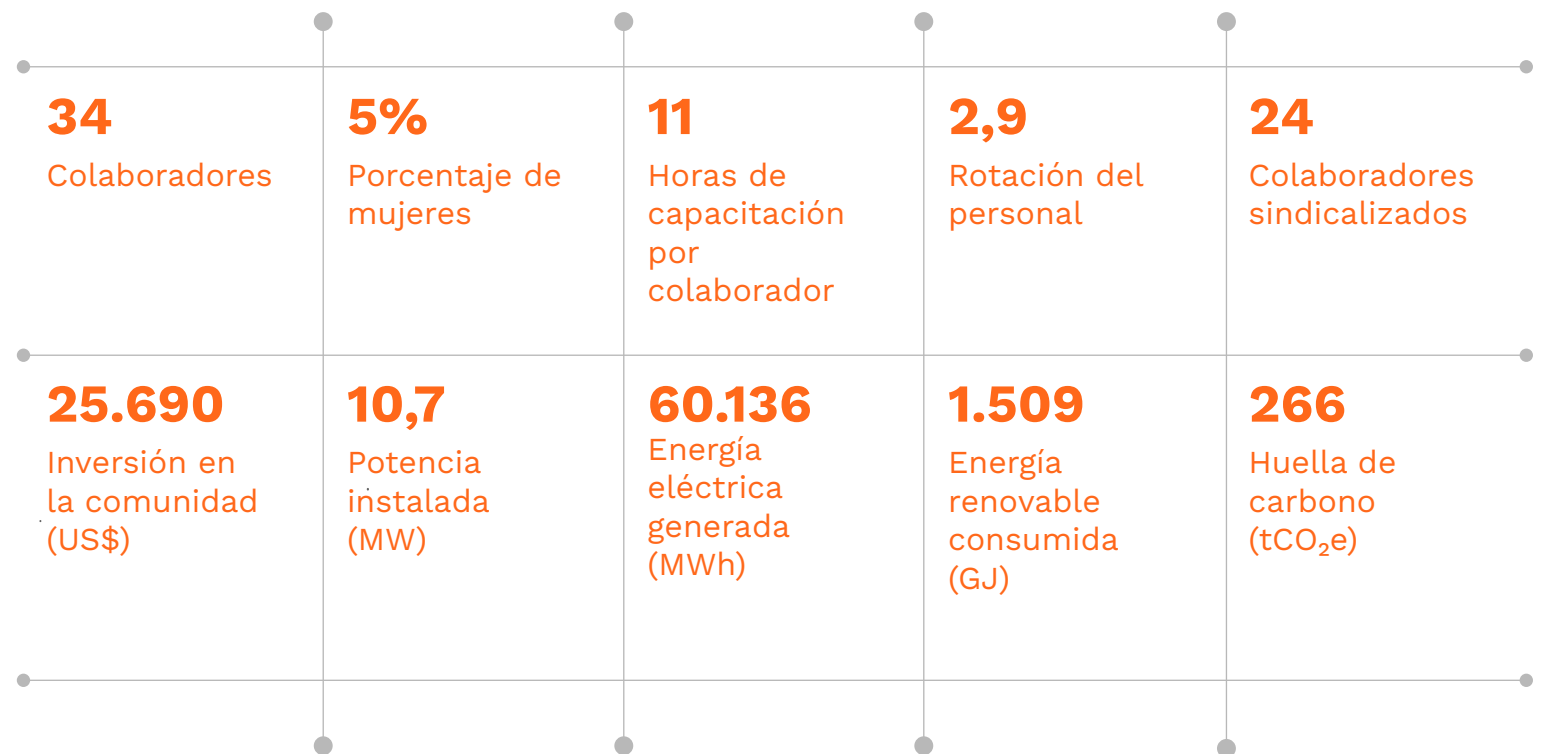 34
Colaboradores
5%
Porcentaje de
mujeres
11
Horas de
capacitación
por
colaborador
2,9
Rotación del
personal
24
Colaboradores
sindicalizados
25.690
Inversión en
la comunidad
(US$)
10,7
Potencia
instalada
(MW)
60.136
Energía
eléctrica
generada
(MWh)
1.509
Energía
renovable
consumida
(GJ)
266
Huella de
carbono
(tCO₂e)